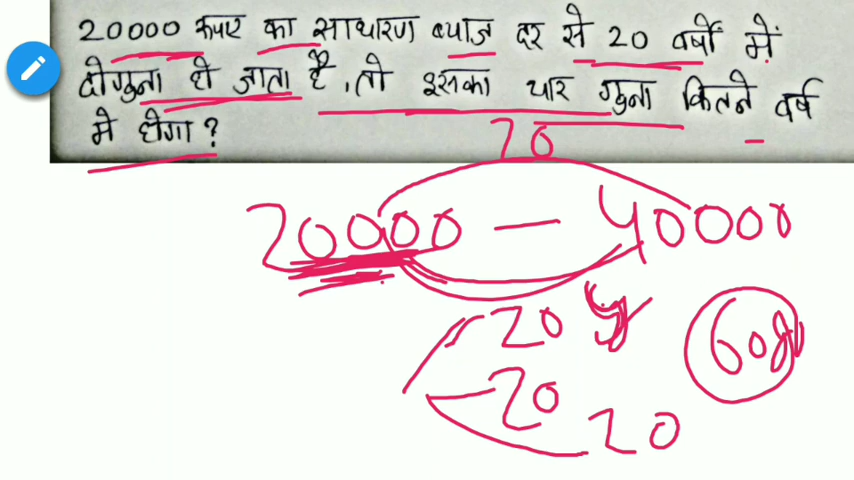 20000 रूपए का साधारण ब्याज दर से 20 वर्षों में
दोगुना हो जाता है, तो इसका चार गुना कितने वर्ष
मे होगा?
20
20000 — 40000
20 y
60
20
20